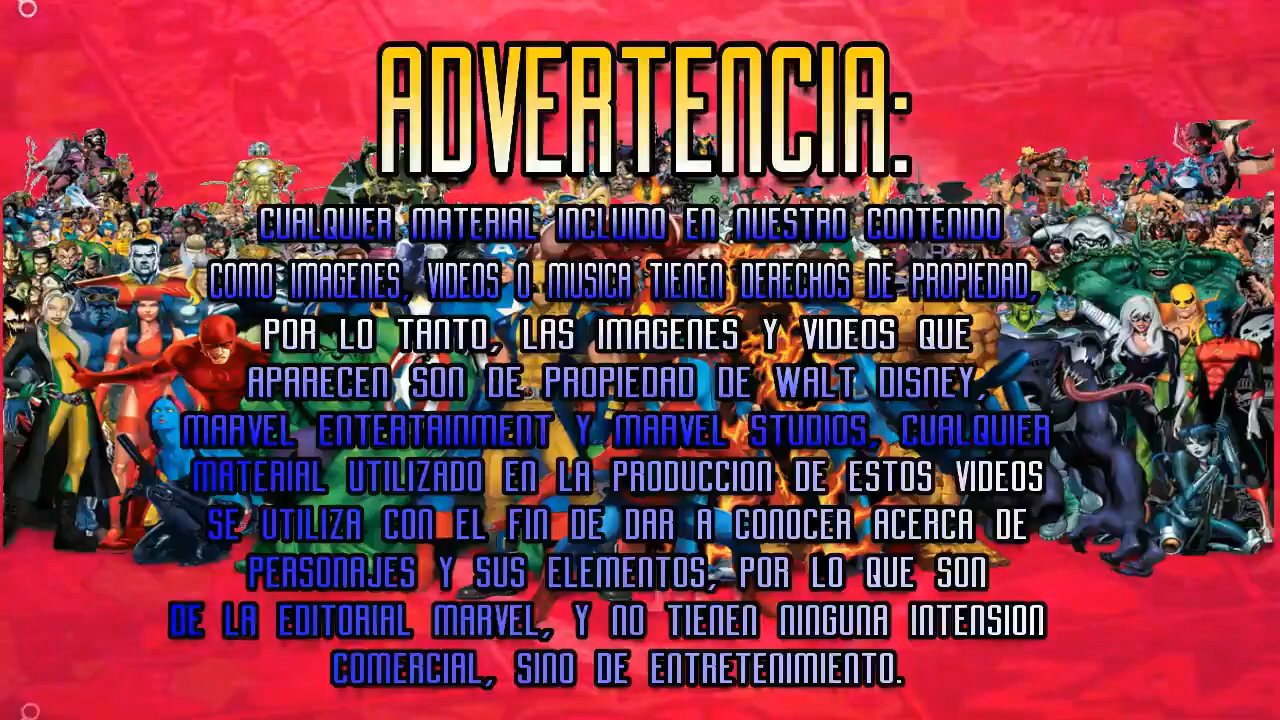 ADVERTENCIA:
CUALQUIER MATERIAL INCLUIDO EN NUESTRO CONTENIDO
COMO IMAGENES, VIDEOS O MUSICA TIENEN DERECHOS DE PROPIEDAD,
POR LO TANTO, LAS IMAGENES Y VIDEOS QUE
APARECEN SON DE PROPIEDAD DE WALT DISNEY,
MARVEL ENTERTAINMENT Y MARVEL STUDIOS, CUALQUIER
MATERIAL UTILIZADO EN LA PRODUCCION DE ESTOS VIDEOS
SE UTILIZA CON EL FIN DE DAR A CONOCER ACERCA DE
PERSONAJES Y SUS ELEMENTOS, POR LO QUE SON
DE LA EDITORIAL MARVEL, Y NO TIENEN NINGUNA INTENSION
COMERCIAL, SINO DE ENTRETENIMIENTO.